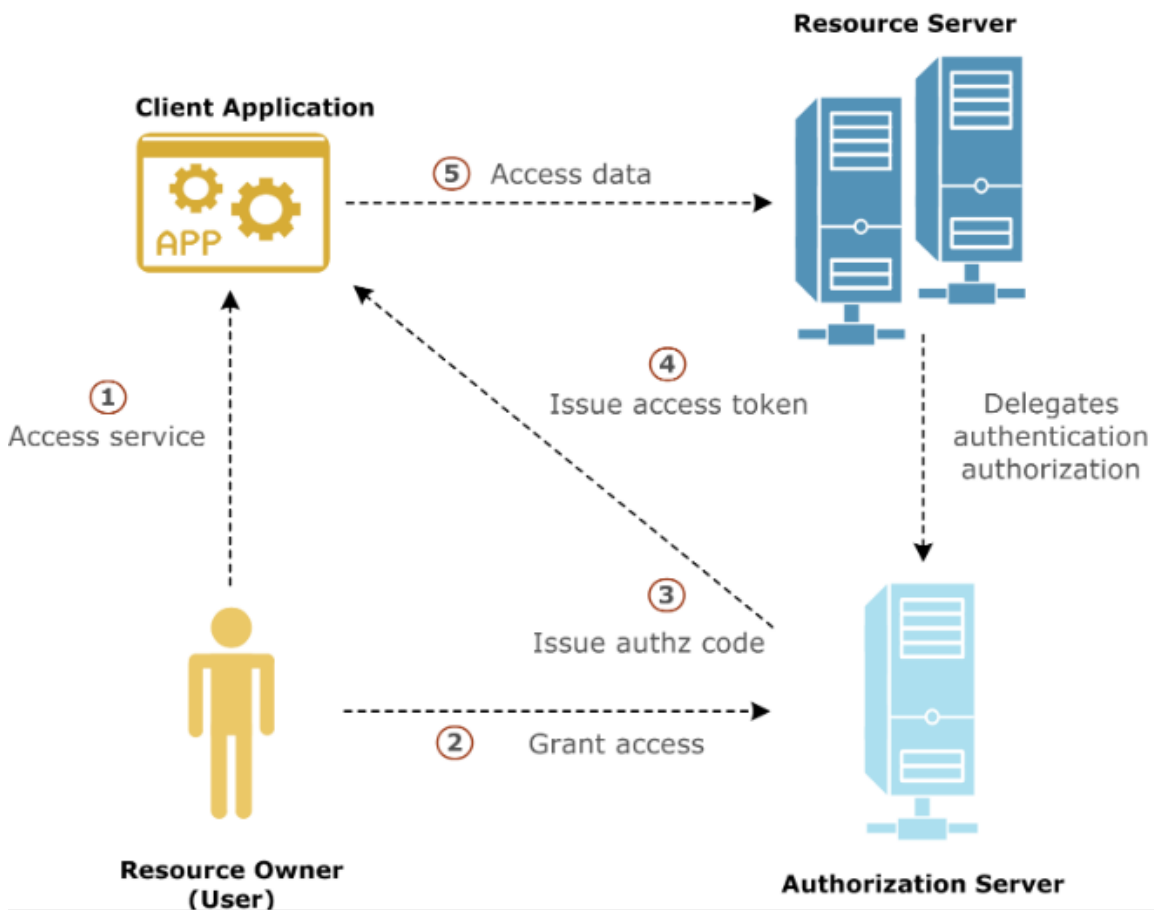 Resource Server
Client Application
APP
5 Access data
1
Access service
4
Issue access token
Delegates
authentication
authorization
3
Issue authz code
2 Grant access
Resource Owner
(User)
Authorization Server